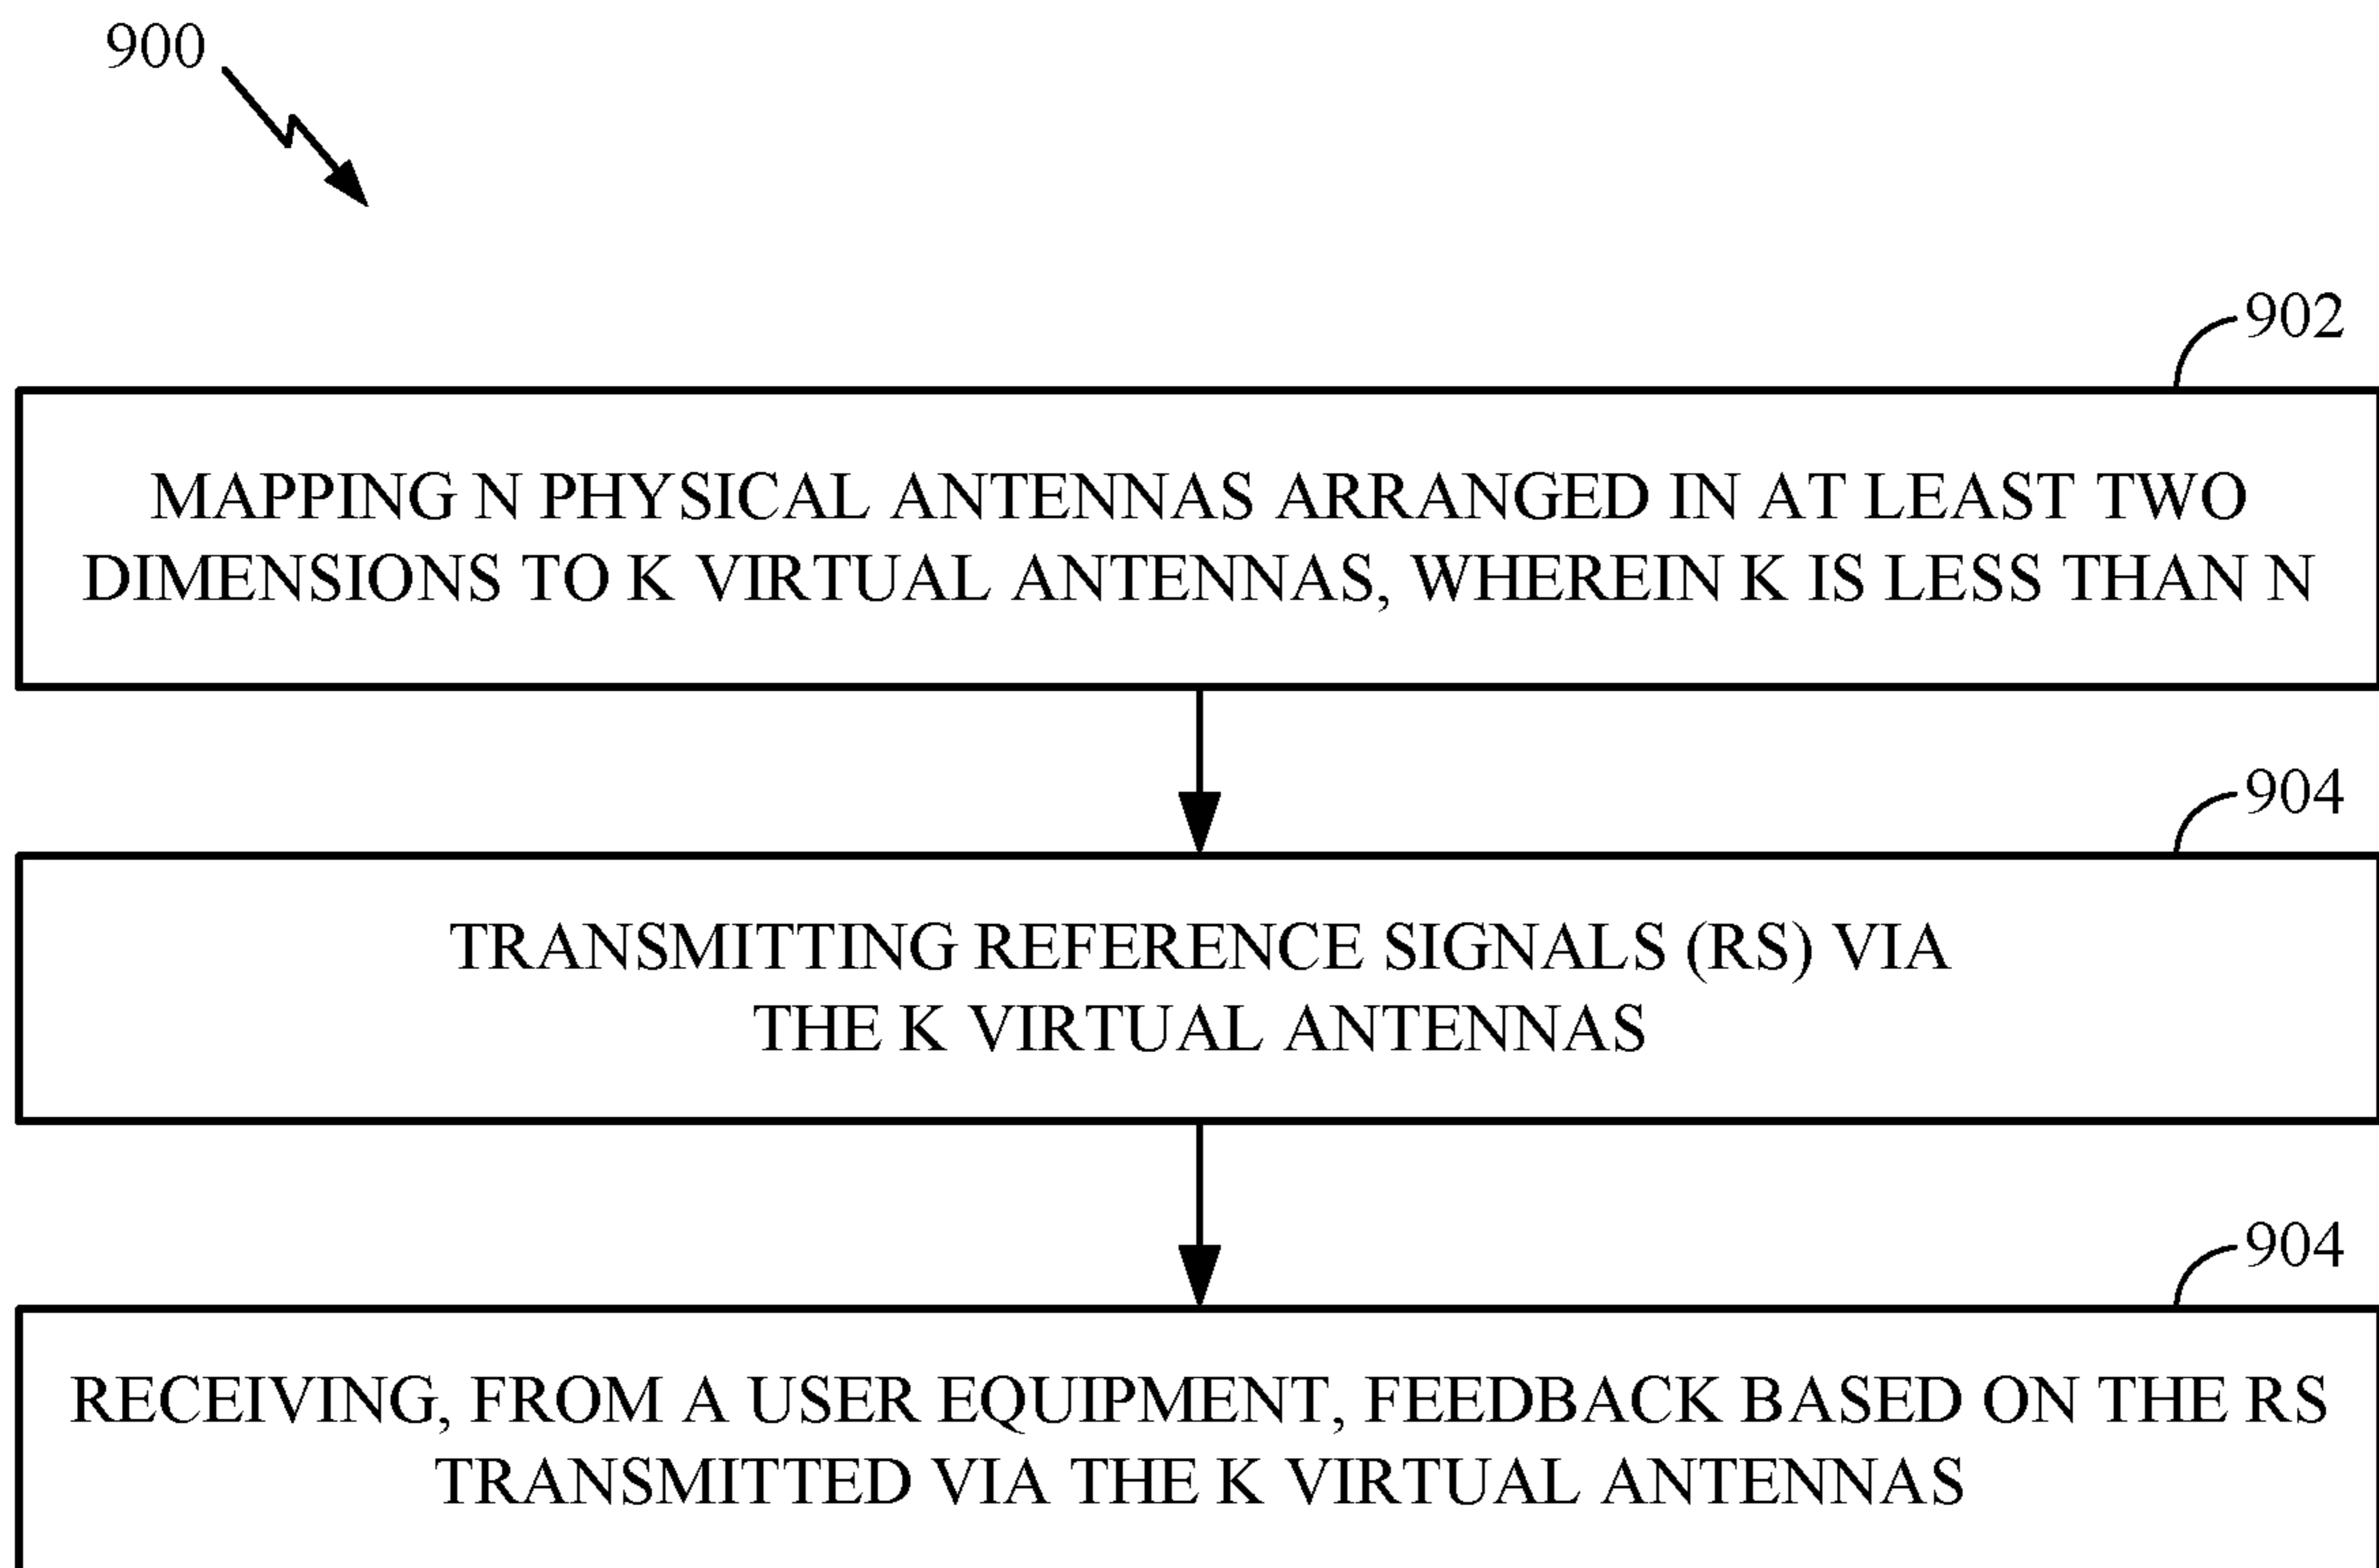 900
902
MAPPING N PHYSICAL ANTENNAS ARRANGED IN AT LEAST TWO
DIMENSIONS TO K VIRTUAL ANTENNAS, WHEREIN K IS LESS THAN N
904
TRANSMITTING REFERENCE SIGNALS (RS) VIA
THE K VIRTUAL ANTENNAS
904
RECEIVING, FROM A USER EQUIPMENT, FEEDBACK BASED ON THE RS
TRANSMITTED VIA THE K VIRTUAL ANTENNAS